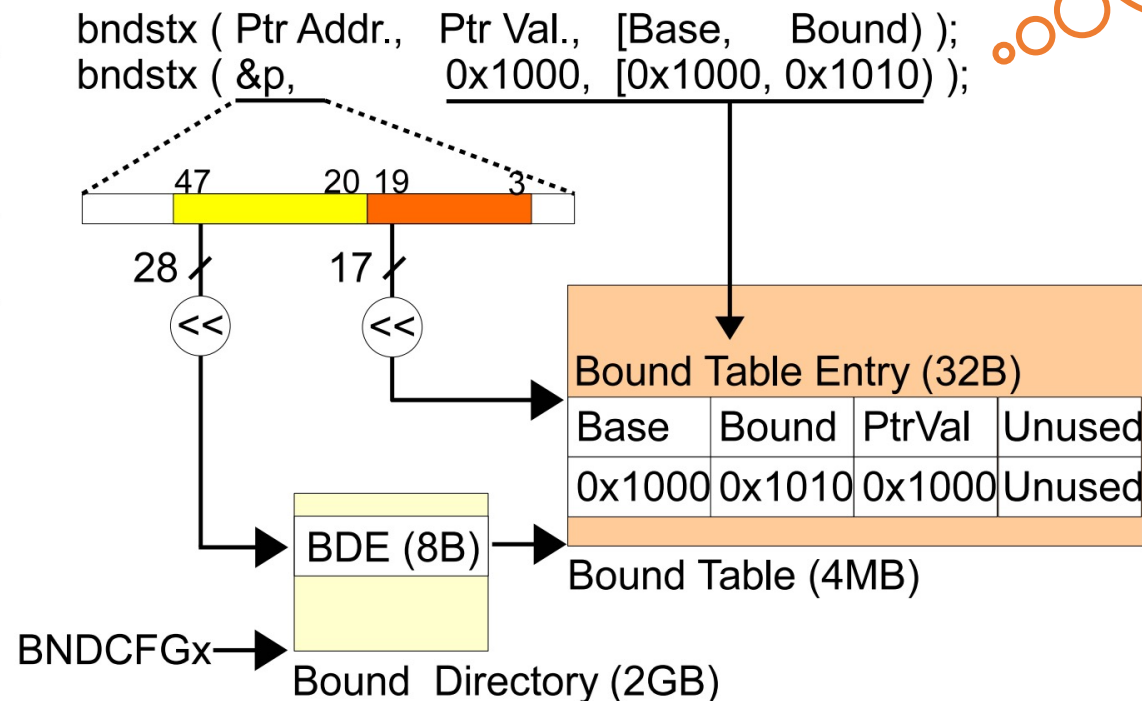 bndstx ( Ptr Addr., Ptr Val., [Base, Bound) );
bndstx ( &p, 0x1000, [0x1000, 0x1010) );
47 20 19 3
28 17
<< <<
Bound Table Entry (32B)
Base Bound PtrVal Unused
0x1000 0x1010 0x1000 Unused
BDE (8B)
Bound Table (4MB)
BNDCFGx
Bound Directory (2GB)